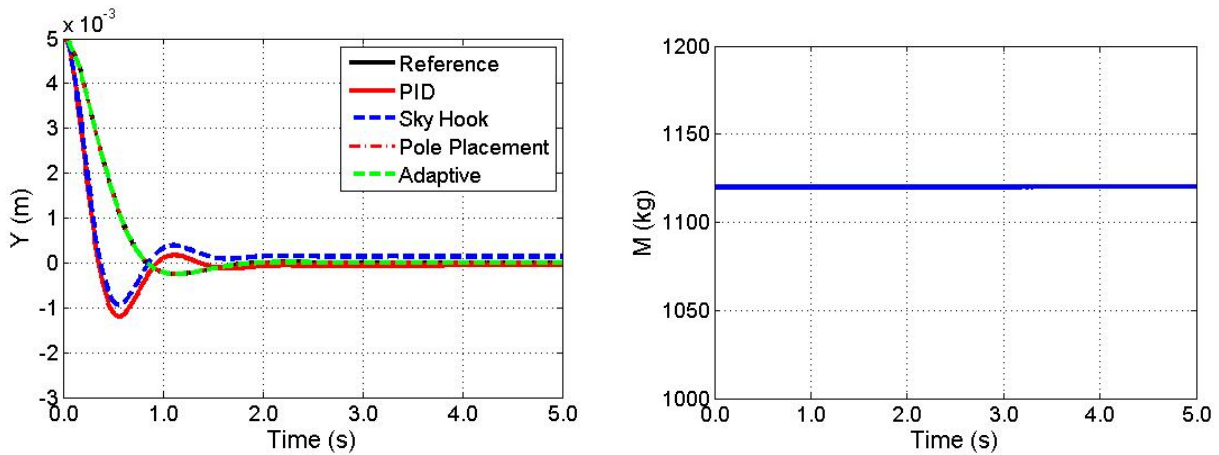 x 10-3
5
4
3
2
1
0
-1
-2
-3
Y (m)
0.0 1.0 2.0 3.0 4.0 5.0
Time (s)
Reference
PID
Sky Hook
Pole Placement
Adaptive
1200
1150
1100
1050
1000
M (kg)
0.0 1.0 2.0 3.0 4.0 5.0
Time (s)